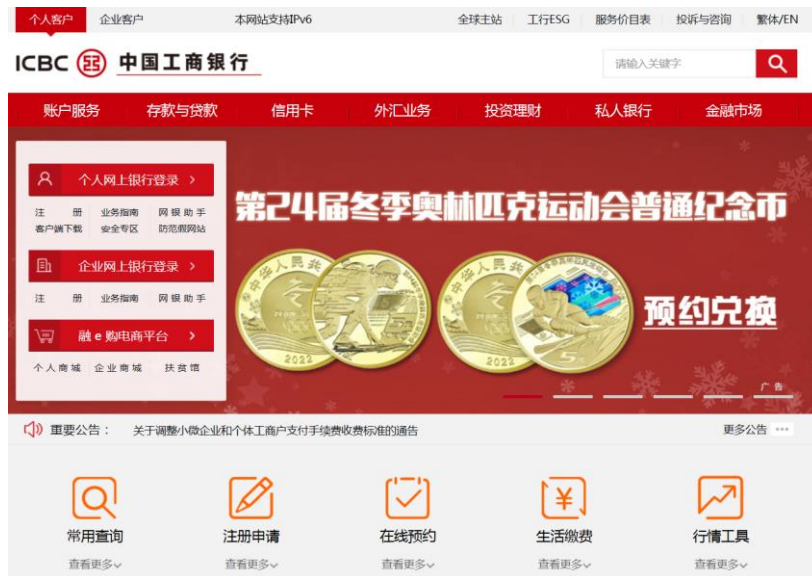 个人客户 企业客户 本网站支持IPv6 全球主站 工行ESG 服务价目表 投诉与咨询 繁体/EN
ICBC 中国工商银行 请输入关键字
账户服务 存款与贷款 信用卡 外汇业务 投资理财 私人银行 金融市场
个人网上银行登录 >
注 册 业务指南 网银助手
客户端下载 安全专区 防范假网站
企业网上银行登录 >
注 册 业务指南 网银助手
融e购电商平台 >
个人商城 企业商城 扶贫馆
第24届冬季奥林匹克运动会普通纪念币
2022
2022
5元
预约兑换
广告
重要公告： 关于调整小微企业和个体工商户支付手续费收费标准的通告 更多公告
常用查询 注册申请 在线预约 生活缴费 行情工具
查看更多 查看更多 查看更多 查看更多 查看更多